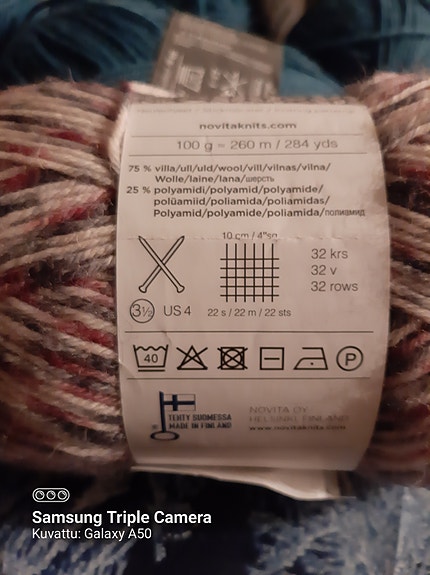 novitaknits.com
100 g ≈ 260 m / 284 yds
75 % villa/ull/uld/wool/vill/vilnas/vilna/
Wolle/laine/lana/шерсть
25 % polyamidi/polyamid/polyamide/
polüamiid/poliamida/poliamidas/
Polyamid/polyamide/poliamida/полиамид
10 cm / 4"sq
32 krs
32 v
32 rows
3½ US 4
22 s / 22 m / 22 sts
40
P
TEHTY SUOMESSA
MADE IN FINLAND
NOVITA OY
HELSINKI, FINLAND
www.novitaknits.com
Samsung Triple Camera
Kuvattu: Galaxy A50